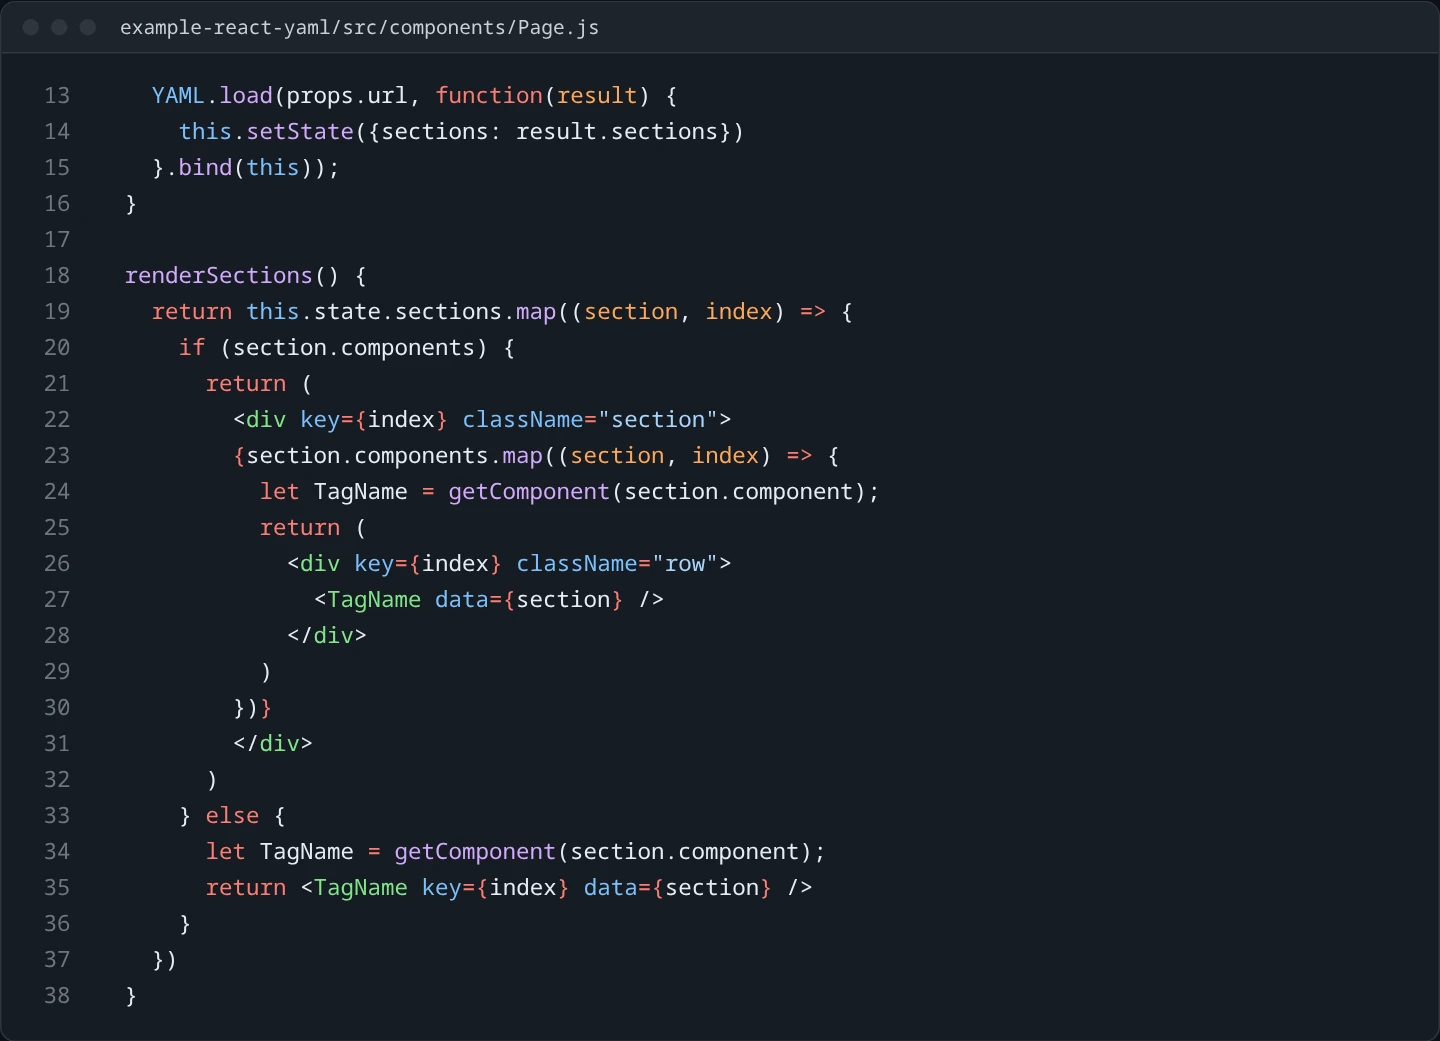 example-react-yaml/src/components/Page.js
13      YAML.load(props.url, function(result) {
14        this.setState({sections: result.sections})
15      }.bind(this));
16    }
17
18    renderSections() {
19      return this.state.sections.map((section, index) => {
20        if (section.components) {
21          return (
22            <div key={index} className="section">
23            {section.components.map((section, index) => {
24              let TagName = getComponent(section.component);
25              return (
26                <div key={index} className="row">
27                  <TagName data={section} />
28                </div>
29              )
30            })}
31            </div>
32          )
33        } else {
34          let TagName = getComponent(section.component);
35          return <TagName key={index} data={section} />
36        }
37      })
38    }